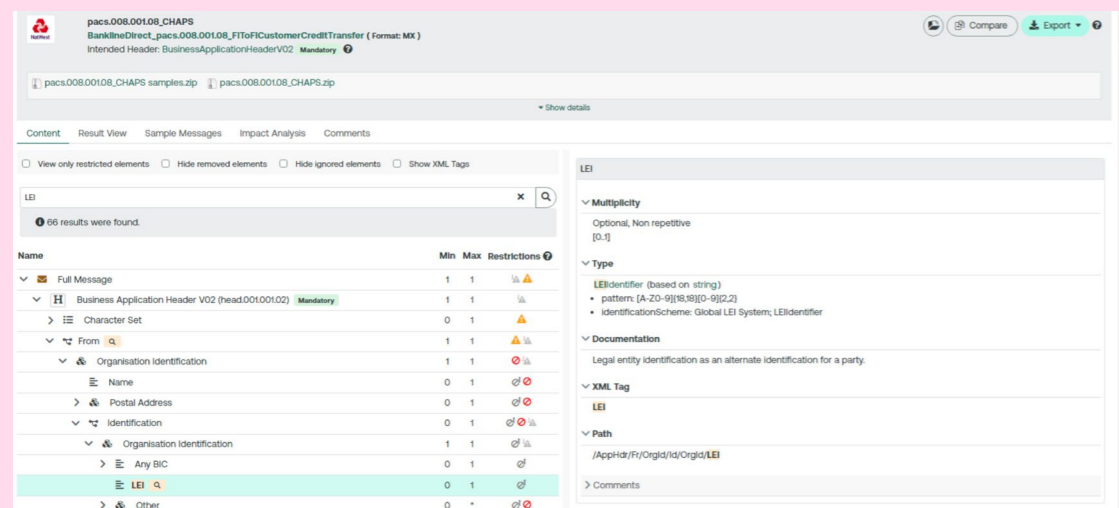 pacs.008.001.08_CHAPS
NatWest
BanklineDirect_pacs.008.001.08_FIToFICustomerCreditTransfer ( Format: MX )
Intended Header: BusinessApplicationHeaderV02 Mandatory ?
Compare
Export ?
pacs.008.001.08_CHAPS samples.zip pacs.008.001.08_CHAPS.zip
Show details
Content Result View Sample Messages Impact Analysis Comments
View only restricted elements Hide removed elements Hide ignored elements Show XML Tags
LEI
66 results were found.
Name Min Max Restrictions ?
Full Message 1 1
H Business Application Header V02 (head.001.001.02) Mandatory 1 1
Character Set 0 1
From 1 1
Organisation Identification 1 1
Name 0 1
Postal Address 0 1
Identification 0 1
Organisation Identification 1 1
Any BIC 0 1
LEI 0 1
Other 0 *
LEI
Multiplicity
Optional, Non repetitive
[0..1]
Type
LEIIdentifier (based on string)
pattern: [A-Z0-9]{18,18}[0-9]{2,2}
identificationScheme: Global LEI System; LEIIdentifier
Documentation
Legal entity identification as an alternate identification for a party.
XML Tag
LEI
Path
/AppHdr/Fr/OrgId/Id/OrgId/LEI
Comments